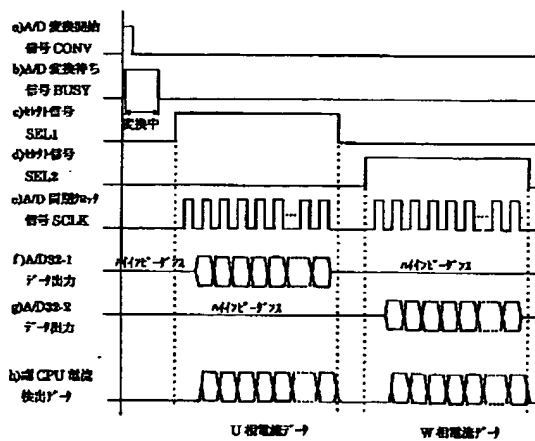 a)A/D 変換開始
信号 CONV
b)A/D 変換待ち
信号 BUSY
変換中
c)ｾﾚｸﾄ信号
SEL1
d)ｾﾚｸﾄ信号
SEL2
e)A/D 同期ｸﾛｯｸ
信号 SCLK
f)A/D32-1
データ出力
ﾊｲｲﾝﾋﾟｰﾀﾞﾝｽ
ﾊｲｲﾝﾋﾟｰﾀﾞﾝｽ
g)A/D32-2
データ出力
ﾊｲｲﾝﾋﾟｰﾀﾞﾝｽ
CPU 電流
検出データ
U 相電流データ
W 相電流データ